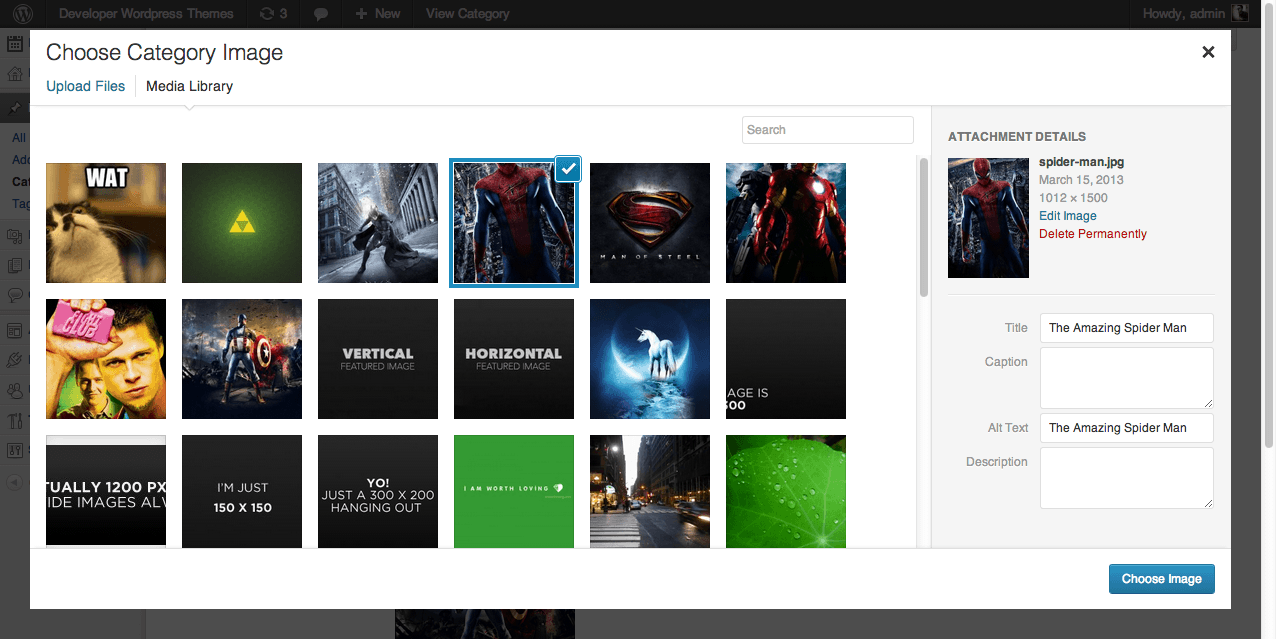 Developer Wordpress Themes 3 New View Category Howdy, admin
Choose Category Image
Upload Files Media Library
Search
All
Tag
WAT
MAN OF STEEL
FIGHT CLUB
VERTICAL
FEATURED IMAGE
HORIZONTAL
FEATURED IMAGE
AGE IS
TUALLY 1200 PX
IDE IMAGES ALW
I'M JUST
150 X 150
YO!
JUST A 300 X 200
HANGING OUT
I AM WORTH LOVING
ATTACHMENT DETAILS
spider-man.jpg
March 15, 2013
1012 × 1500
Edit Image
Delete Permanently
Title The Amazing Spider Man
Caption
Alt Text The Amazing Spider Man
Description
Choose Image